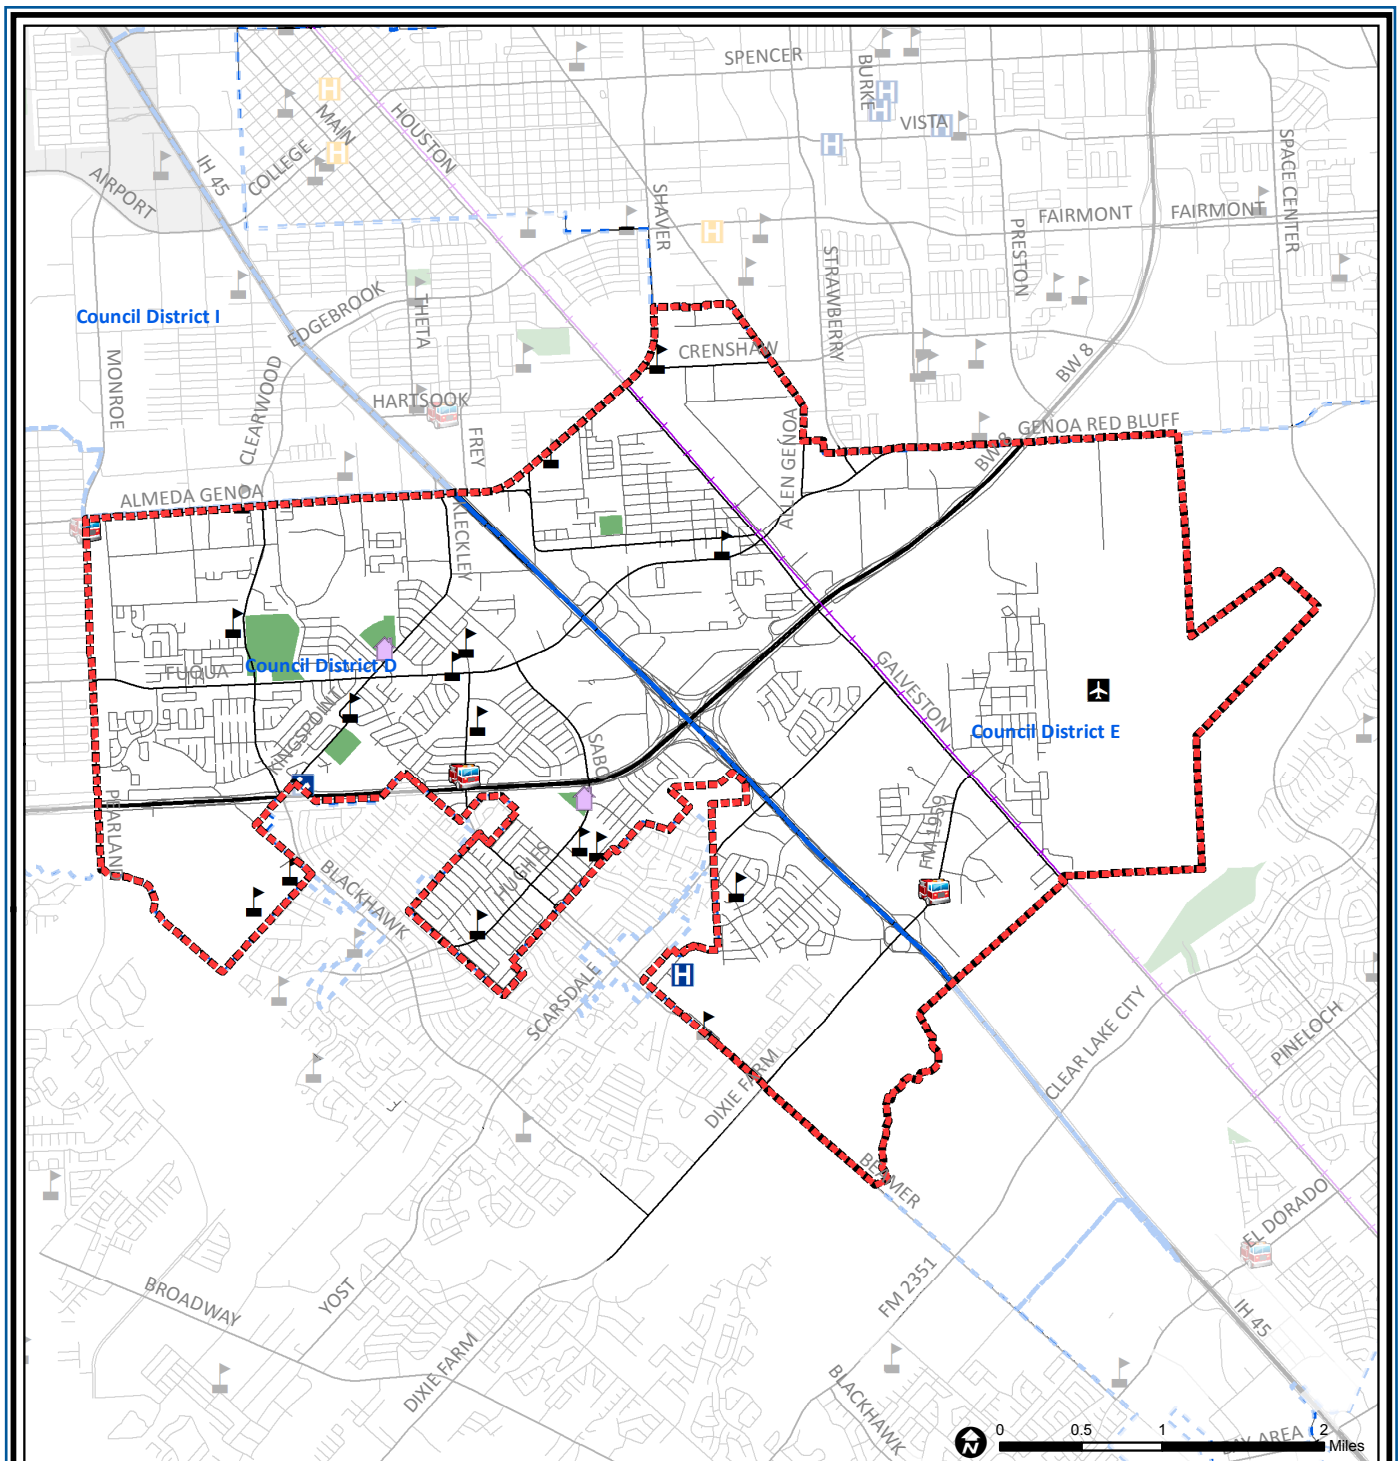 SPENCER
BURKE
VISTA
MAIN
HOUSTON
COLLEGE
IH 45
AIRPORT
SPACE CENTER
SHAVER
FAIRMONT
FAIRMONT
PRESTON
STRAWBERRY
EDGEBROOK
THETA
Council District I
MONROE
CLEARWOOD
CRENSHAW
BW 8
HARTSOOK
FREY
ALLEN GENOA
GENOA RED BLUFF
BW 8
ALMEDA GENOA
KLECKLEY
FUQUA
Council District D
KINGSPOINT
SABO
GALVESTON
Council District E
PEARLAND
FM 1959
HUGHES
BLACKHAWK
SCARSDALE
DIXIE FARM
CLEAR LAKE CITY
PINELOCH
BEAMER
EL DORADO
FM 2351
IH 45
BROADWAY
YOST
DIXIE FARM
BLACKHAWK
BAY AREA
N
0 0.5 1 2
Miles
H
H
H
H
H
H
H
H